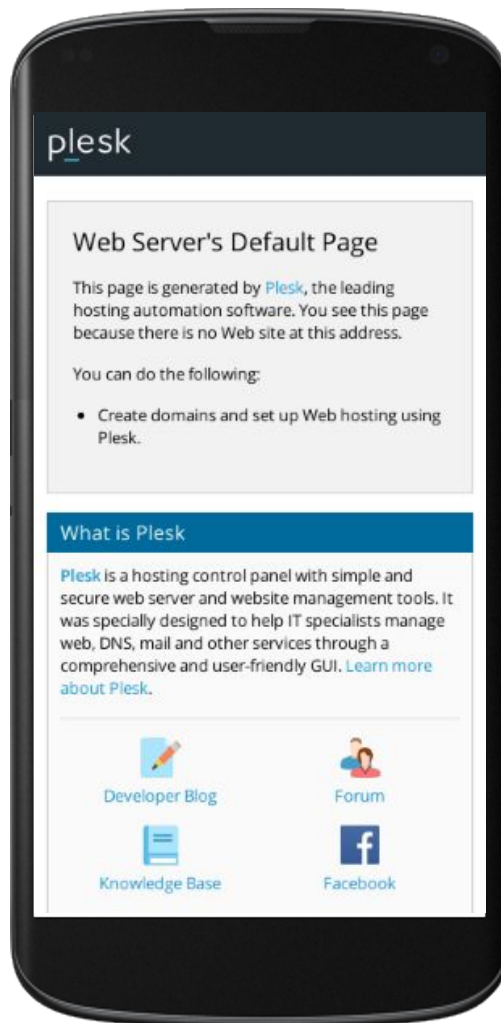 plesk
Web Server's Default Page
This page is generated by Plesk, the leading
hosting automation software. You see this page
because there is no Web site at this address.
You can do the following:
• Create domains and set up Web hosting using
Plesk.
What is Plesk
Plesk is a hosting control panel with simple and
secure web server and website management tools. It
was specially designed to help IT specialists manage
web, DNS, mail and other services through a
comprehensive and user-friendly GUI. Learn more
about Plesk.
Developer Blog
Forum
Knowledge Base
Facebook